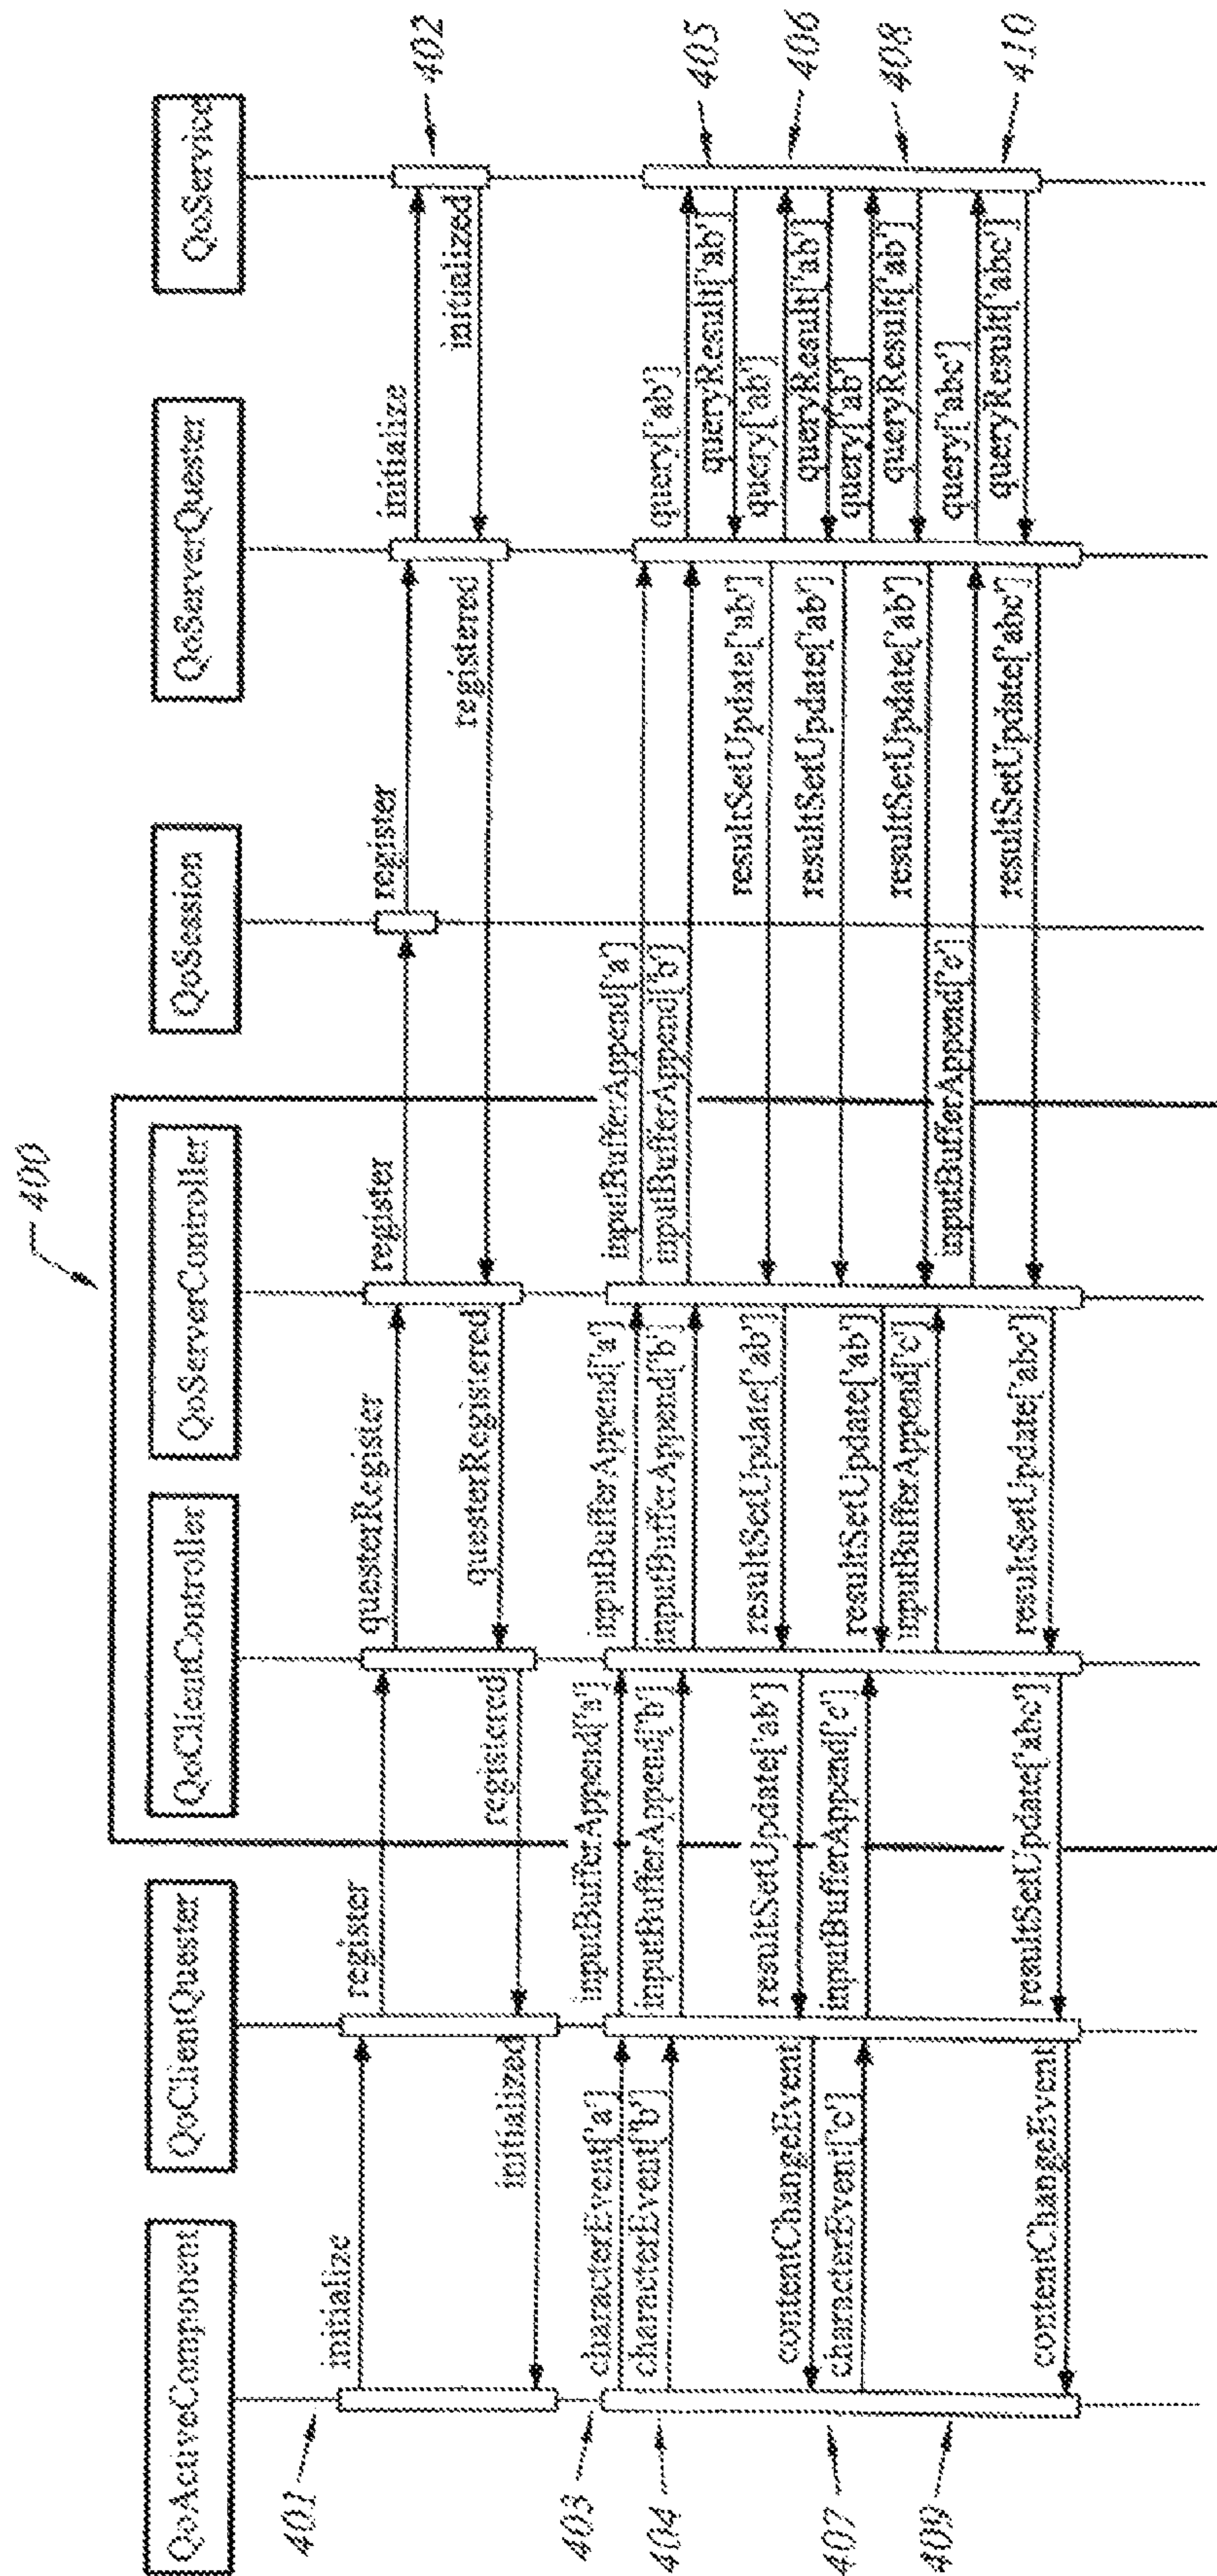 400
QoActiveComponent
QoClientQuester
QoClientController
QoServerController
QoSession
QoServerQuester
QoService
401
initialize
register
questerRegister
register
register
initialize
402
initialized
registered
questerRegistered
registered
initialized
403
characterEvent['a']
inputBufferAppend['a']
inputBufferAppend['a']
inputBufferAppend['a']
404
characterEvent['b']
inputBufferAppend['b']
inputBufferAppend['b']
inputBufferAppend['b']
query['ab']
405
queryResult['ab']
resultSetUpdate['ab']
resultSetUpdate['ab']
resultSetUpdate['ab']
contentChangeEvent
query['ab']
406
queryResult['ab']
resultSetUpdate['ab']
407
characterEvent['c']
inputBufferAppend['c']
resultSetUpdate['ab']
query['ab']
408
queryResult['ab']
resultSetUpdate['ab']
inputBufferAppend['c']
inputBufferAppend['c']
query['abc']
409
410
queryResult['abc']
resultSetUpdate['abc']
resultSetUpdate['abc']
resultSetUpdate['abc']
contentChangeEvent